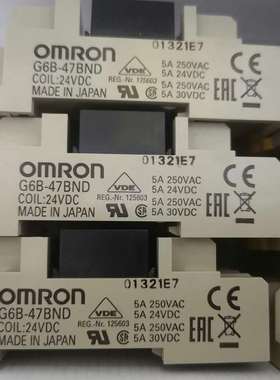 01321E7
OMRON
G6B-47BND
COIL:24VDC
MADE IN JAPAN
VDE
REG.-Nr. 125603
5A 250VAC
5A 24VDC
5A 250VAC
5A 30VDC
EAC
CE
01321E7
OMRON
G6B-47BND
COIL:24VDC
MADE IN JAPAN
VDE
REG.-Nr. 125603
5A 250VAC
5A 24VDC
5A 250VAC
5A 30VDC
EAC
CE
01321E7
OMRON
G6B-47BND
COIL:24VDC
MADE IN JAPAN
VDE
REG.-Nr. 125603
5A 250VAC
5A 24VDC
5A 250VAC
5A 30VDC
EAC
CE